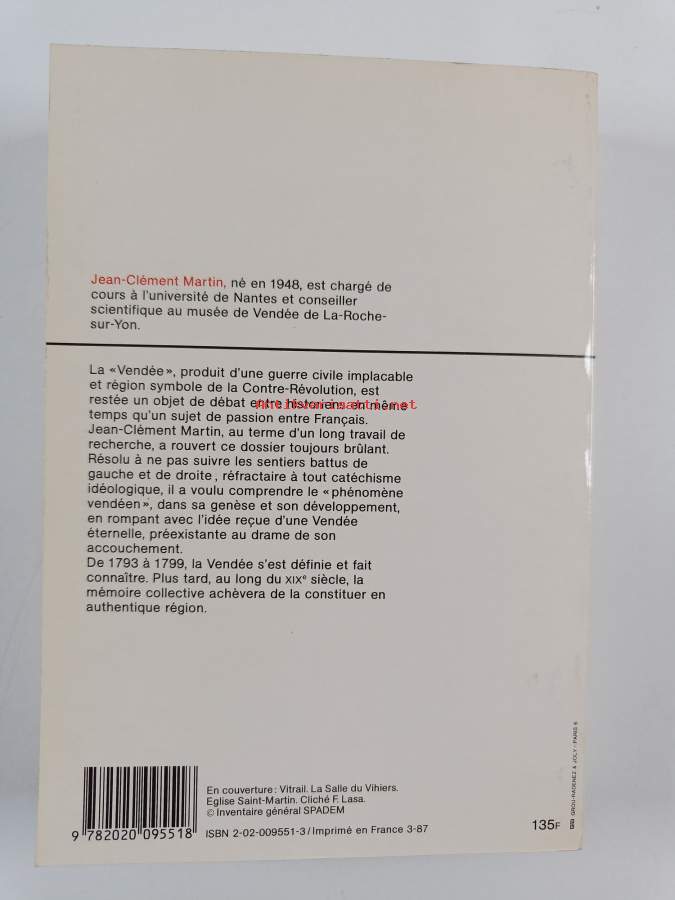 Jean-Clément Martin, né en 1948, est chargé de
cours à l'université de Nantes et conseiller
scientifique au musée de Vendée de La-Roche-
sur-Yon.
La «Vendée», produit d'une guerre civile implacable
et région symbole de la Contre-Révolution, est
restée un objet de débat entre historiens en même
temps qu'un sujet de passion entre Français.
Jean-Clément Martin, au terme d'un long travail de
recherche, a rouvert ce dossier toujours brûlant.
Résolu à ne pas suivre les sentiers battus de
gauche et de droite, réfractaire à tout catéchisme
idéologique, il a voulu comprendre le «phénomène
vendéen», dans sa genèse et son développement,
en rompant avec l'idée reçue d'une Vendée
éternelle, préexistante au drame de son
accouchement.
De 1793 à 1799, la Vendée s'est définie et fait
connaître. Plus tard, au long du XIXe siècle, la
mémoire collective achèvera de la constituer en
authentique région.
En couverture: Vitrail. La Salle du Vihiers.
Eglise Saint-Martin. Cliché F. Lasa.
© Inventaire général SPADEM
9 782020 095518
ISBN 2-02-009551-3/Imprimé en France 3-87
135F
GROU-RADENEZ & JOLY - PARIS 6